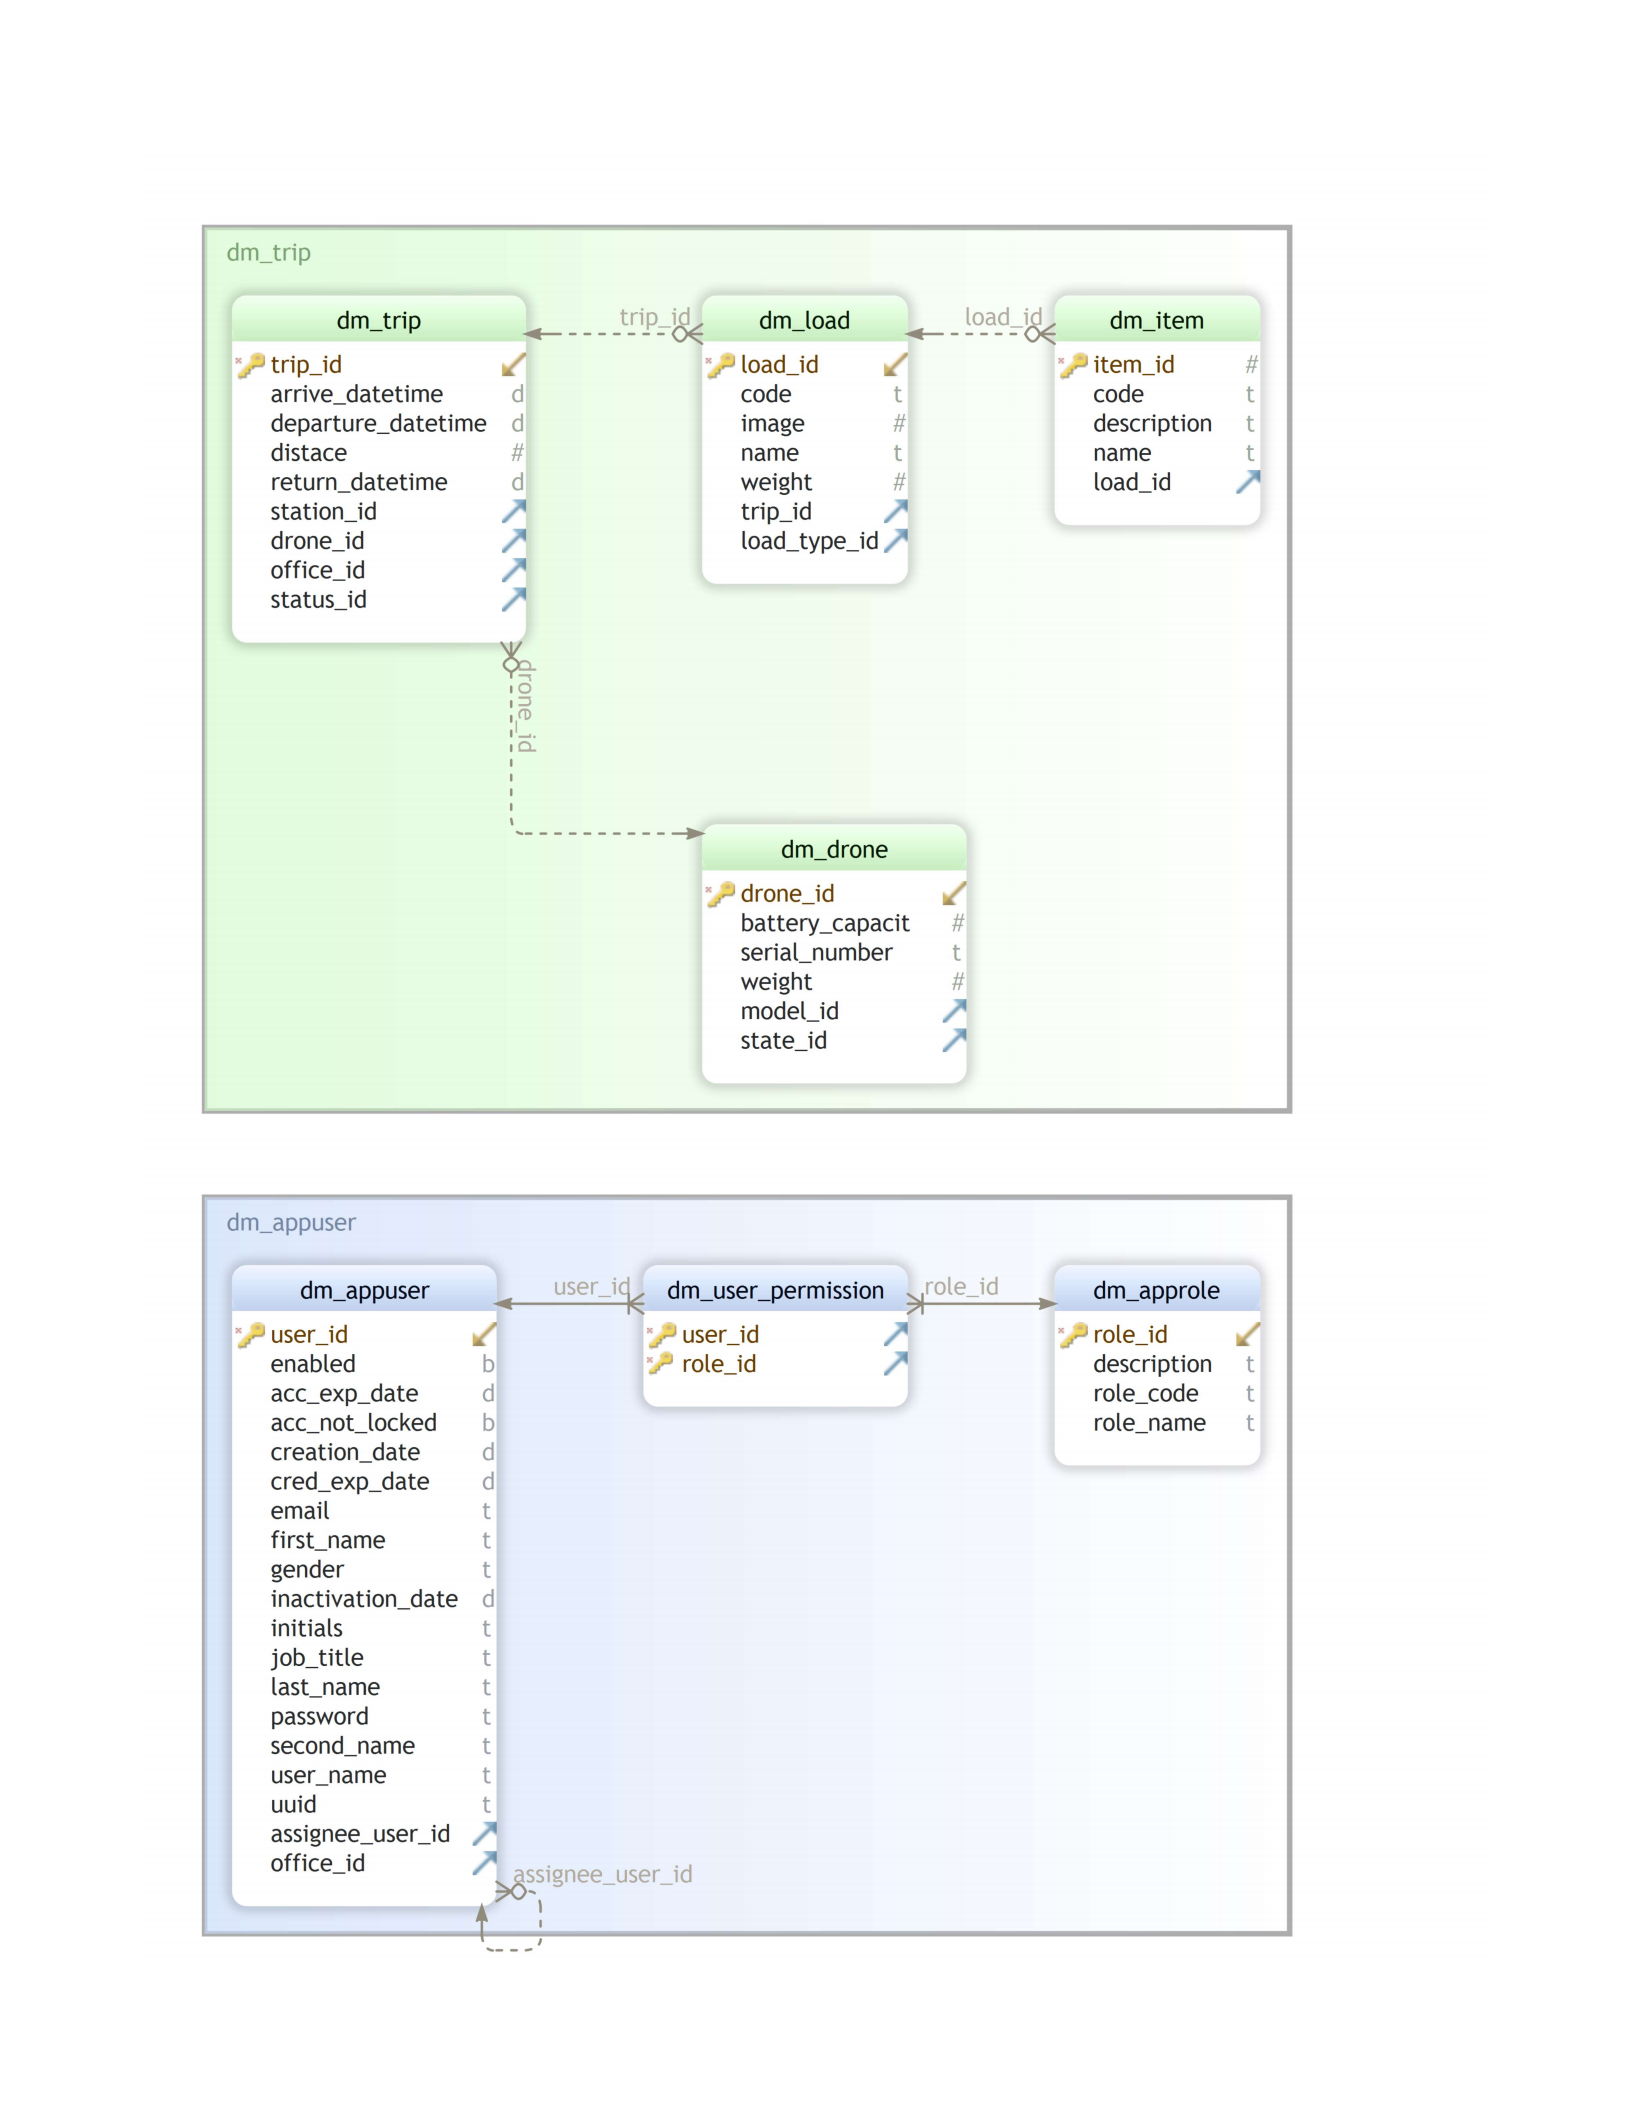 dm_trip
dm_trip
trip_id
arrive_datetime d
departure_datetime d
distace #
return_datetime d
station_id
drone_id
office_id
status_id
trip_id
dm_load
load_id
code t
image #
name t
weight #
trip_id
load_type_id
load_id
dm_item
item_id #
code t
description t
name t
load_id
drone_id
dm_drone
drone_id
battery_capacit #
serial_number t
weight #
model_id
state_id
dm_appuser
dm_appuser
user_id
enabled b
acc_exp_date d
acc_not_locked b
creation_date d
cred_exp_date d
email t
first_name t
gender t
inactivation_date d
initials t
job_title t
last_name t
password t
second_name t
user_name t
uuid t
assignee_user_id
office_id
assignee_user_id
user_id
dm_user_permission
user_id
role_id
role_id
dm_approle
role_id
description t
role_code t
role_name t